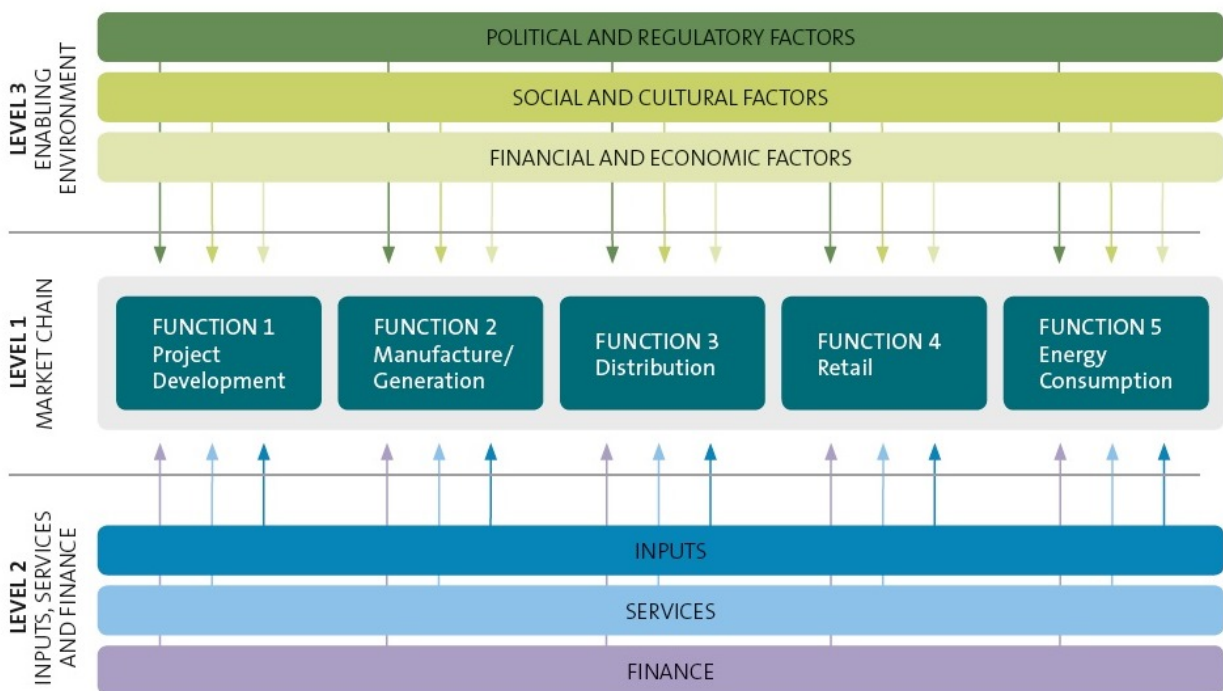 LEVEL 3
ENABLING
ENVIRONMENT
POLITICAL AND REGULATORY FACTORS
SOCIAL AND CULTURAL FACTORS
FINANCIAL AND ECONOMIC FACTORS
LEVEL 1
MARKET CHAIN
FUNCTION 1
Project
Development
FUNCTION 2
Manufacture/
Generation
FUNCTION 3
Distribution
FUNCTION 4
Retail
FUNCTION 5
Energy
Consumption
LEVEL 2
INPUTS, SERVICES
AND FINANCE
INPUTS
SERVICES
FINANCE